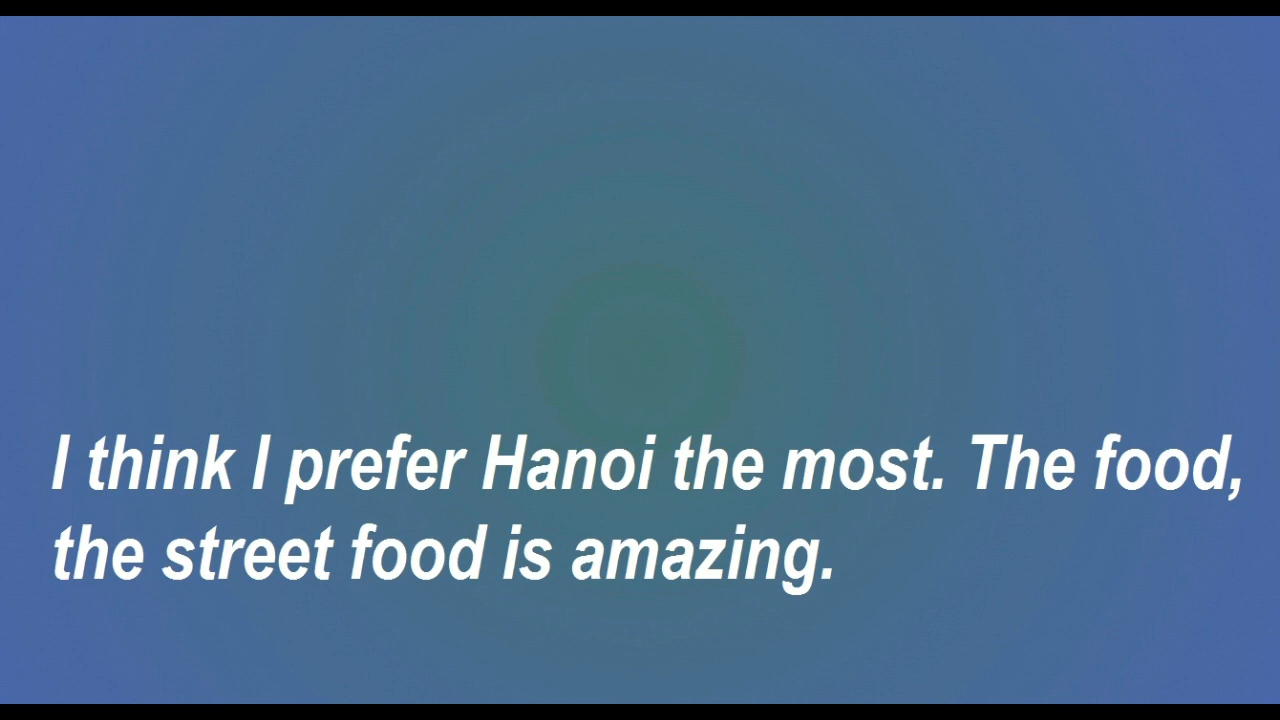 I think I prefer Hanoi the most. The food,
the street food is amazing.